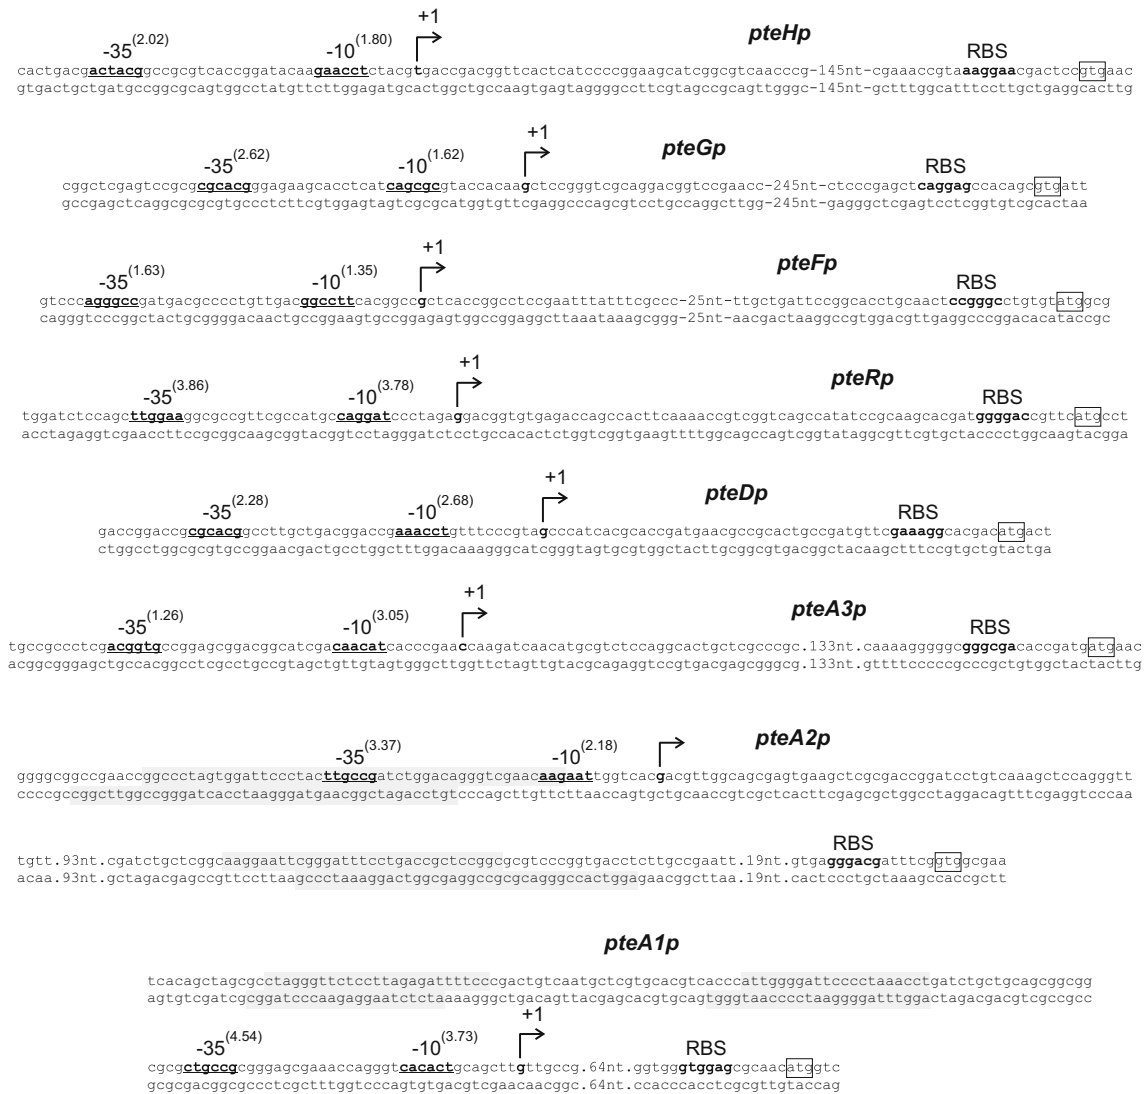 +1
pteHp
-35(2.02) -10(1.80) RBS
cactgacgactacggccgcgtcaccggatacaagaacctctacgtgaccgacggttcactcatccccggaagcatcggcgtcaacccg-145nt-cgaaaccgtaaaggaacgactccgtgaac
gtgactgctgatgccggcgcagtggcctatgttcttggagatgcactggctgccaagtgagtaggggccttcgtagccgcagttgggc-145nt-gctttggcatttccttgctgaggcacttg
+1
pteGp
-35(2.62) -10(1.62) RBS
cggctcgagtccgcgcgcacgggagaagcacctcatcagcgcgtaccacaagctccgggtcgcaggacggtccgaacc-245nt-ctcccgagctcaggagccacagcgtgatt
gccgagctcaggcgcgcgtgccctcttcgtggagtagtcgcgcatggtgttcgaggcccagcgtcctgccaggcttgg-245nt-gagggctcgagtcctcggtgtcgcactaa
+1
pteFp
-35(1.63) -10(1.35) RBS
gtcccagggccgatgacgcccctgttgacggccttcacggccgctcaccggcctccgaatttatttcgccc-25nt-ttgctgattccggcacctgcaactccgggcctgtgtatggcg
cagggtcccggctactgcggggacaactgccggaagtgccggagagtggccggaggcttaaataaagcggg-25nt-aacgactaaggccgtggacgttgaggcccggacacataccgc
+1
pteRp
-35(3.86) -10(3.78) RBS
tggatctccagcttggaaggcgccgttcgccatgccaggatccctagaggacggtgtgagaccagccacttcaaaaccgtcggtcagccatatccgcaagcacgatggggaccgttcatgcct
acctagaggtcgaaccttccgcggcaagcggtacggtcctagggatctcctgccacactctggtcggtgaagttttggcagccagtcggtataggcgttcgtgctacccctggcaagtacgga
+1
pteDp
-35(2.28) -10(2.68) RBS
gaccggaccgcgcacggccttgctgacggaccgaaacctgtttcccgtagcccatcacgcaccgatgaacgccgcactgccgatgttcgaaaggcacgacatgact
ctggcctggcgcgtgccggaacgactgcctggctttggacaaagggcatcgggtagtgcgtggctacttgcggcgtgacggctacaagctttccgtgctgtactga
+1
pteA3p
-35(1.26) -10(3.05) RBS
tgccgccctcgacggtgccggagcggacggcatcgacaacatcacccgaaccaagatcaacatgcgtctccaggcactgctcgcccgc.133nt.caaaagggggcgggcgacaccgatgatgaac
acggcgggagctgccacggcctcgcctgccgtagctgttgtagtgggcttggttctagttgtacgcagaggtccgtgacgagcgggcg.133nt.gttttcccccgcccgctgtggctactacttg
pteA2p
-35(3.37) -10(2.18)
ggggcggccgaaccggccctagtggattccctacttgccgatctggacagggtcgaacaagaattggtcacgacgttggcagcgagtgaagctcgcgaccggatcctgtcaaagctccagggtt
ccccgccggcttggccgggatcacctaagggatgaacggctagacctgtcccagcttgttcttaaccagtgctgcaaccgtcgctcacttcgagcgctggcctaggacagtttcgaggtcccaa
RBS
tgtt.93nt.cgatctgctcggcaaggaattcgggatttcctgaccgctccggcgcgtcccggtgacctcttgccgaatt.19nt.gtgagggacgatttcggtggcgaa
acaa.93nt.gctagacgagccgttccttaagccctaaaggactggcgaggccgcgcagggccactggagaacggcttaa.19nt.cactccctgctaaagccaccgctt
pteA1p
tcacagctagcgcctagggttctccttagagattttcccgactgtcaatgctcgtgcacgtcacccattggggattcccctaaacctgatctgctgcagcggcgg
agtgtcgatcgcggatcccaagaggaatctctaaaagggctgacagttacgagcacgtgcagtgggtaacccctaaggggatttggactagacgacgtcgccgcc
+1
-35(4.54) -10(3.73) RBS
cgcgctgccgcgggagcgaaaccagggtcacactgcagcttgttgccg.64nt.ggtgggtggagcgcaacatggtc
gcgcgacggcgccctcgctttggtcccagtgtgacgtcgaacaacggc.64nt.ccacccacctcgcgttgtaccag